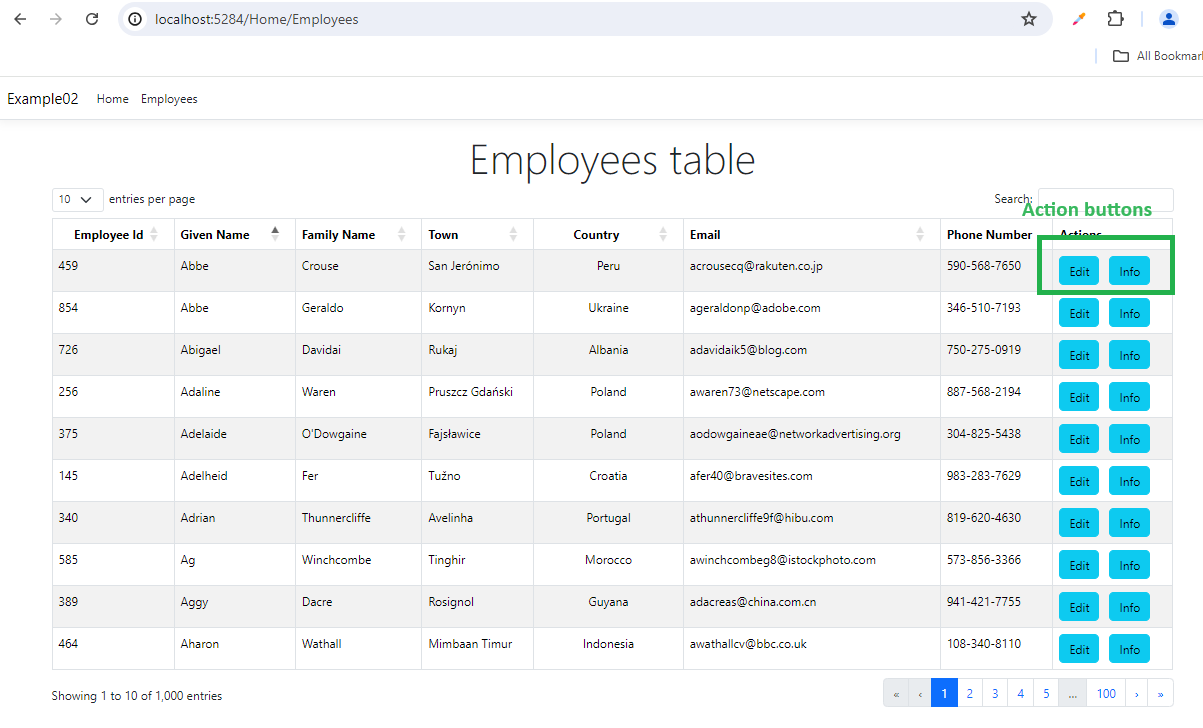 localhost:5284/Home/Employees
All Bookmar
Example02 Home Employees
Employees table
10 entries per page Search:
Action buttons
Employee Id Given Name Family Name Town Country Email Phone Number Actions
459 Abbe Crouse San Jerónimo Peru acrousecq@rakuten.co.jp 590-568-7650 Edit Info
854 Abbe Geraldo Kornyn Ukraine ageraldonp@adobe.com 346-510-7193 Edit Info
726 Abigael Davidai Rukaj Albania adavidaik5@blog.com 750-275-0919 Edit Info
256 Adaline Waren Pruszcz Gdański Poland awaren73@netscape.com 887-568-2194 Edit Info
375 Adelaide O'Dowgaine Fajsławice Poland aodowgaineae@networkadvertising.org 304-825-5438 Edit Info
145 Adelheid Fer Tužno Croatia afer40@bravesites.com 983-283-7629 Edit Info
340 Adrian Thunnercliffe Avelinha Portugal athunnercliffe9f@hibu.com 819-620-4630 Edit Info
585 Ag Winchcombe Tinghir Morocco awinchcombeg8@istockphoto.com 573-856-3366 Edit Info
389 Aggy Dacre Rosignol Guyana adacreas@china.com.cn 941-421-7755 Edit Info
464 Aharon Wathall Mimbaan Timur Indonesia awathallcv@bbc.co.uk 108-340-8110 Edit Info
Showing 1 to 10 of 1,000 entries « ‹ 1 2 3 4 5 ... 100 › »